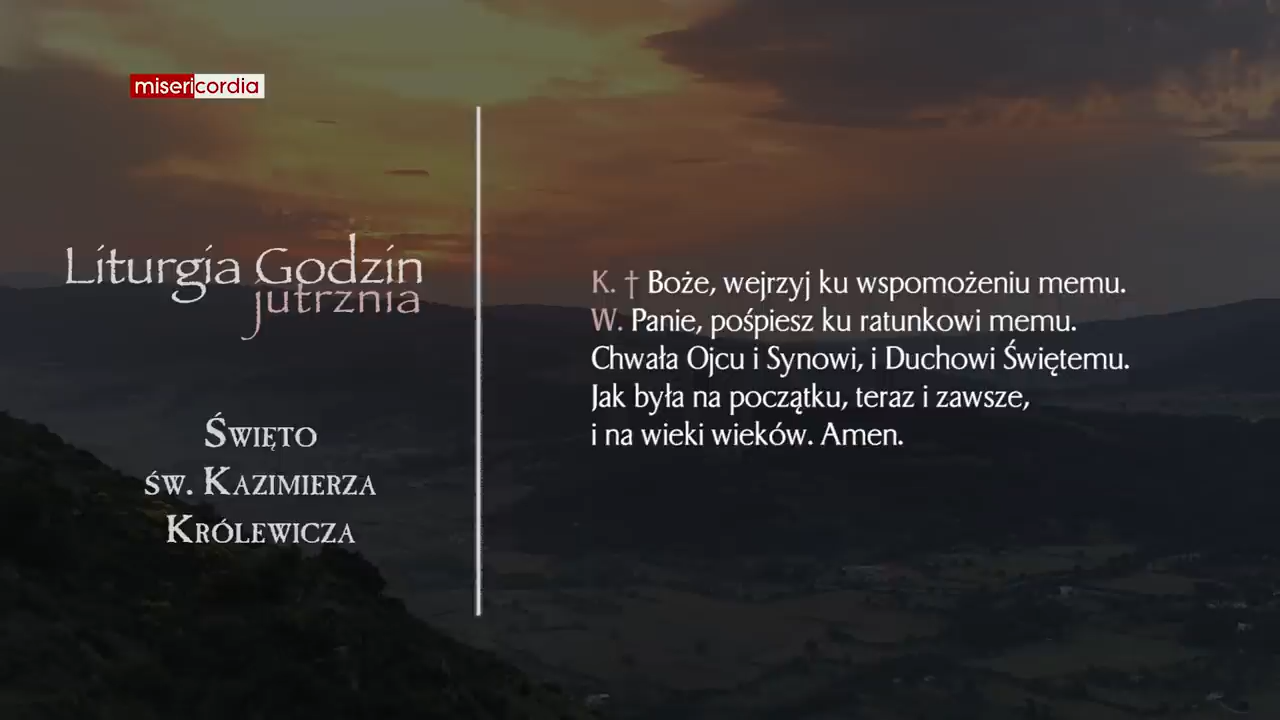 misericordia
Liturgia Godzin
jutrznia
Święto
św. Kazimierza
Królewicza
K. † Boże, wejrzyj ku wspomożeniu memu.
W. Panie, pośpiesz ku ratunkowi memu.
Chwała Ojcu i Synowi, i Duchowi Świętemu.
Jak była na początku, teraz i zawsze,
i na wieki wieków. Amen.